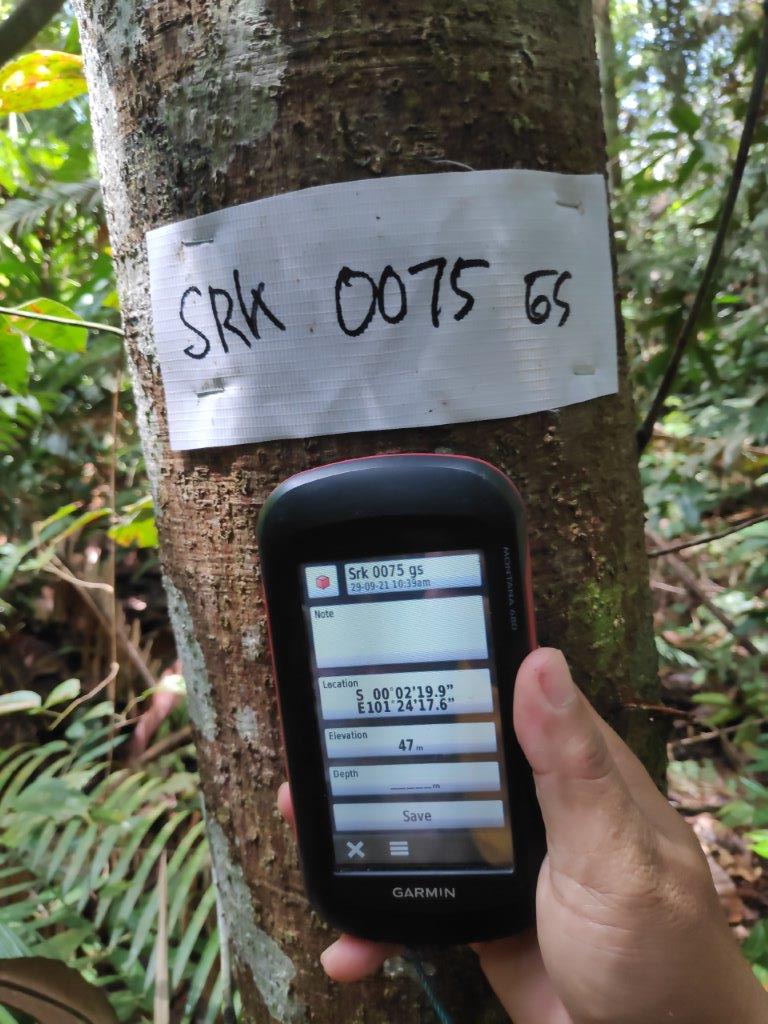 SRK 0075 GS
MONTANA 680
Srk 0075 gs
29-09-21 10:39am
Note
Location
S 00°02'19.9"
E101°24'17.6"
Elevation
47 m
Depth
_____m
Save
GARMIN